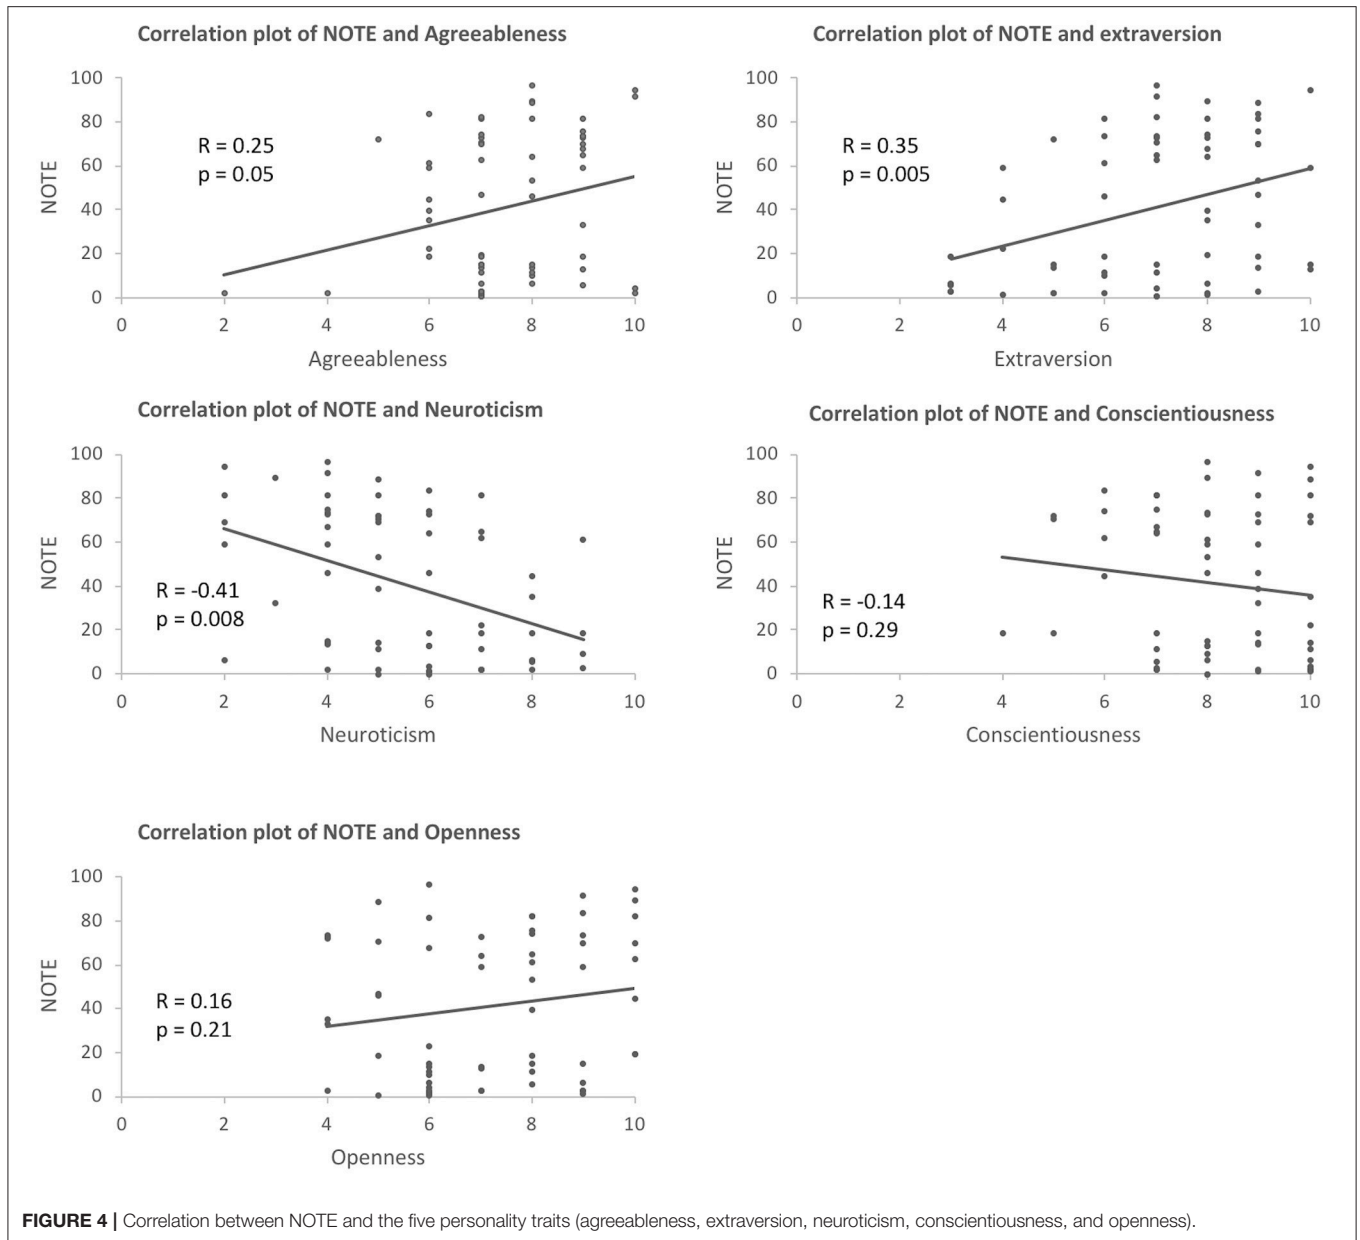 Correlation plot of NOTE and Agreeableness
100
80
60
40
20
0
NOTE
R = 0.25
p = 0.05
0 2 4 6 8 10
Agreeableness
Correlation plot of NOTE and extraversion
100
80
60
40
20
0
NOTE
R = 0.35
p = 0.005
0 2 4 6 8 10
Extraversion
Correlation plot of NOTE and Neuroticism
100
80
60
40
20
0
NOTE
R = -0.41
p = 0.008
0 2 4 6 8 10
Neuroticism
Correlation plot of NOTE and Conscientiousness
100
80
60
40
20
0
NOTE
R = -0.14
p = 0.29
0 2 4 6 8 10
Conscientiousness
Correlation plot of NOTE and Openness
100
80
60
40
20
0
NOTE
R = 0.16
p = 0.21
0 2 4 6 8 10
Openness
FIGURE 4 | Correlation between NOTE and the five personality traits (agreeableness, extraversion, neuroticism, conscientiousness, and openness).